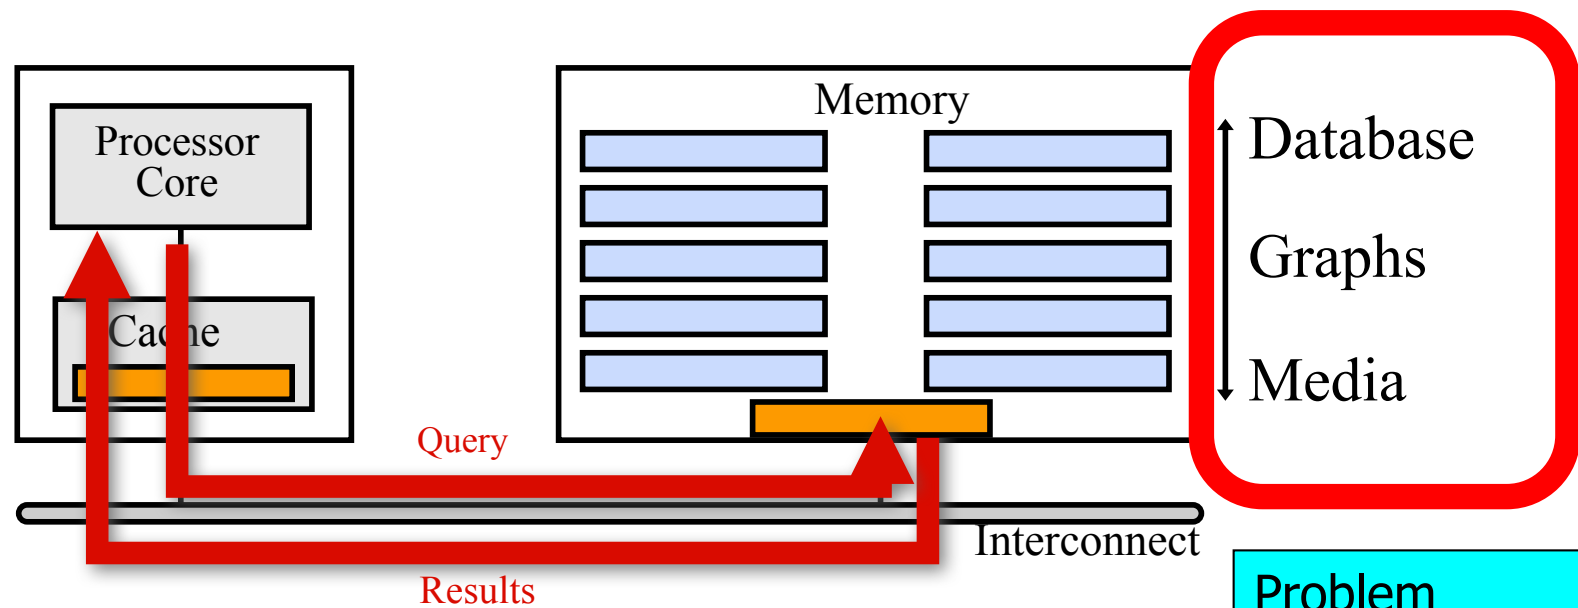 Processor
Core
Cache
Memory
Database
Graphs
Media
Query
Interconnect
Results
Problem